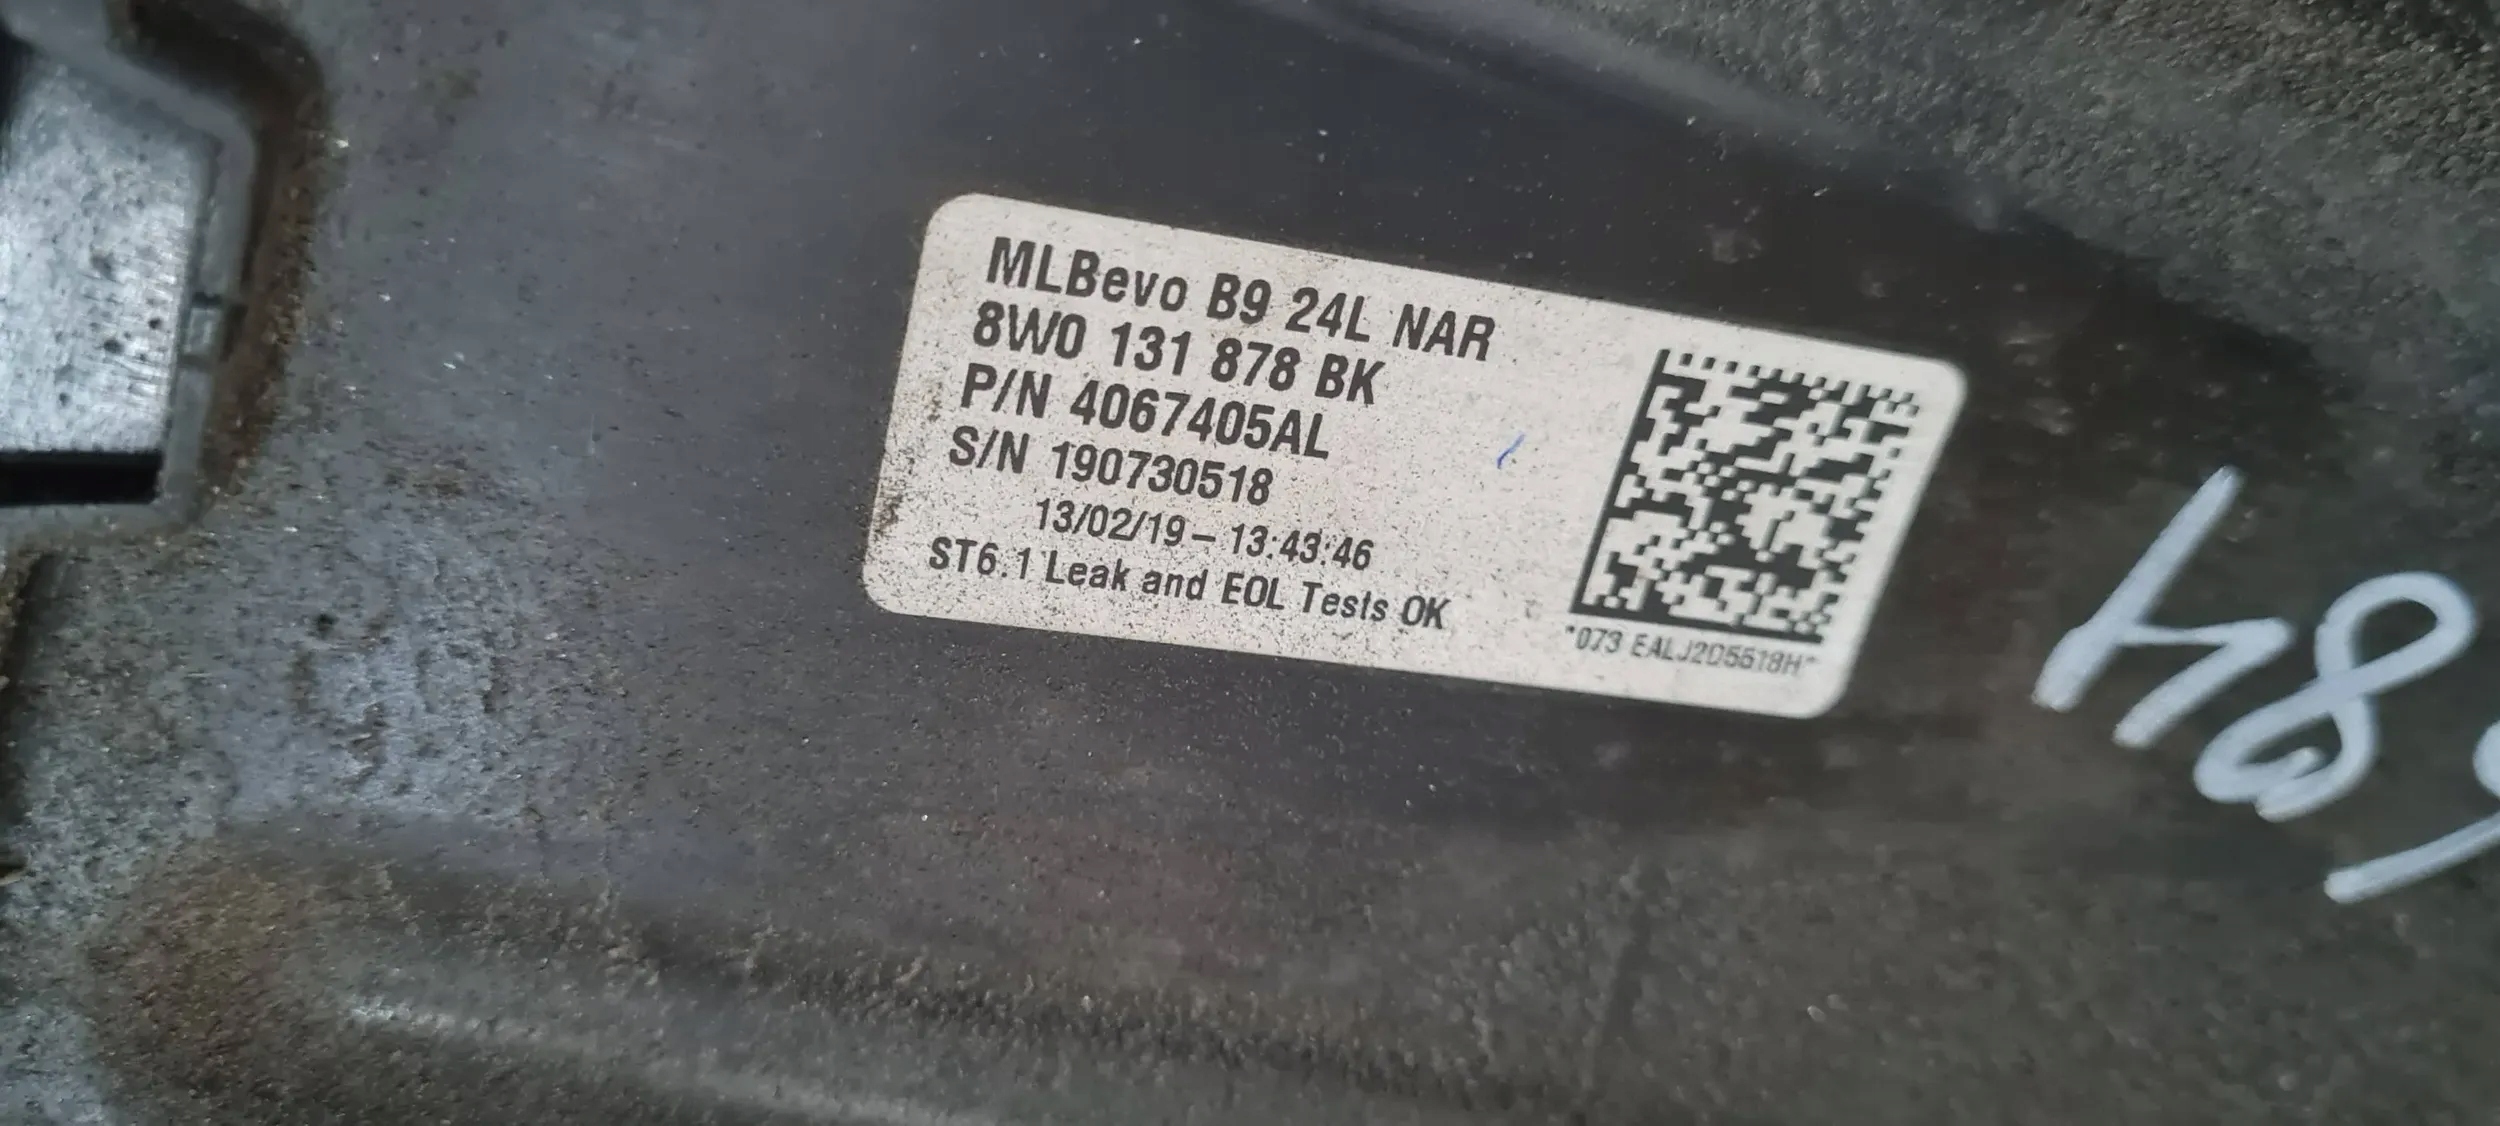 MLBevo B9 24L NAR
8W0 131 878 BK
P/N 4067405AL
S/N 190730518
13/02/19 – 13:43:46
ST6.1 Leak and EOL Tests OK
*073 EALJ2D5518H*